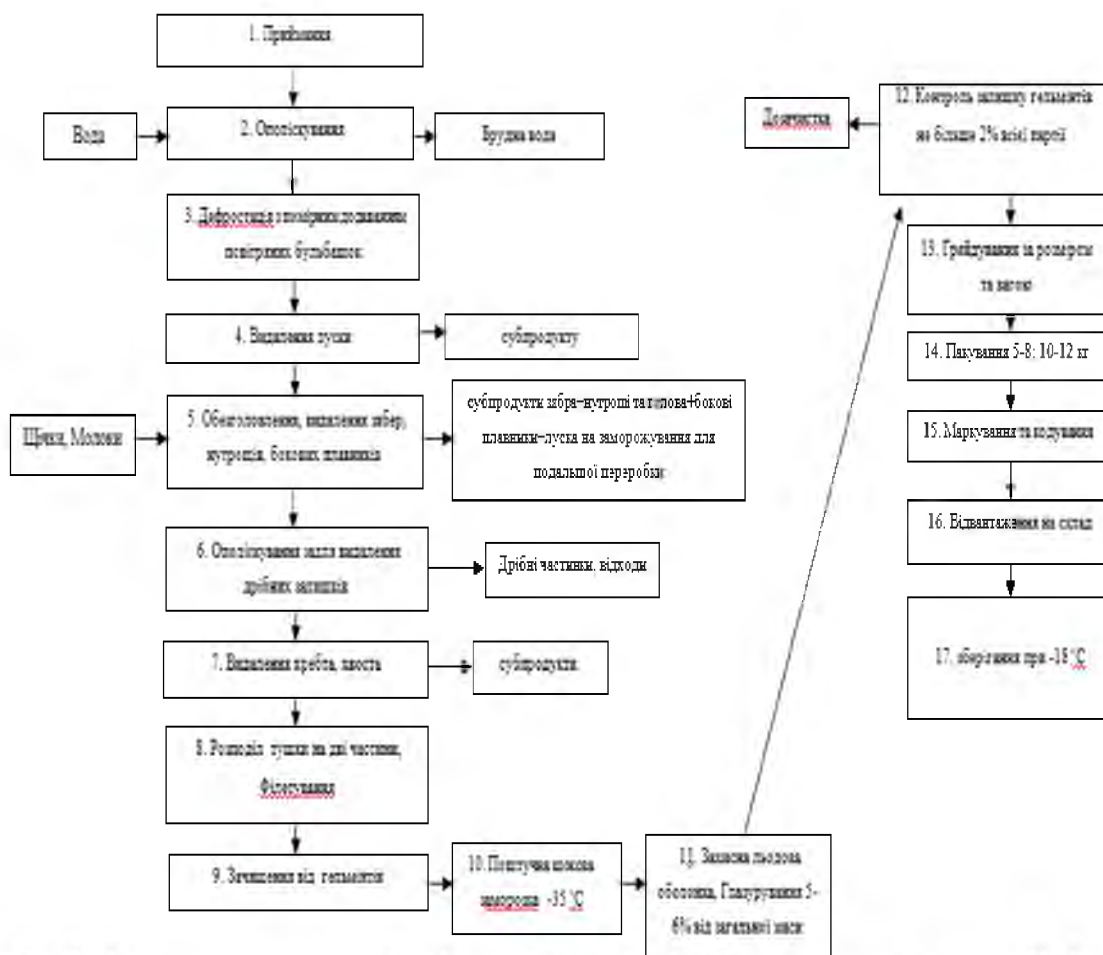 1. Приймання
Вода
2. Ополіскування
Брудна вода
3. Дефростація з помірним додаванням
повітряних бульбашок
4. Видалення луски
субпродукту
Щічки, Молоки
5. Обезголовлення, видалення зябер,
нутрощів, бокових плавників
субпродукти зябра+нутрощі та голова+бокові
плавники+луска на заморожування для
подальшої переробки
6. Ополіскування задля видалення
дрібних залишків
Дрібні частинки, відходы
7. Видалення хребта, хвоста
субпродукти
8. Розподіл тушки на дві частини,
Філетування
9. Зачищення від гельментів
10. Поштучна шокова
заморозка -35 °С
11. Захисна льодова
оболонка, Глазурування 5-
6% від загальної маси
Доочистка
12. Контроль залишку гельментів
не більше 2% всієї партії
13. Грейдування за розміром
та вагою
14. Пакування 5-8; 10-12 кг
15. Маркування та кодування
16. Відвантаження на склад
17. зберігання при -18 °С